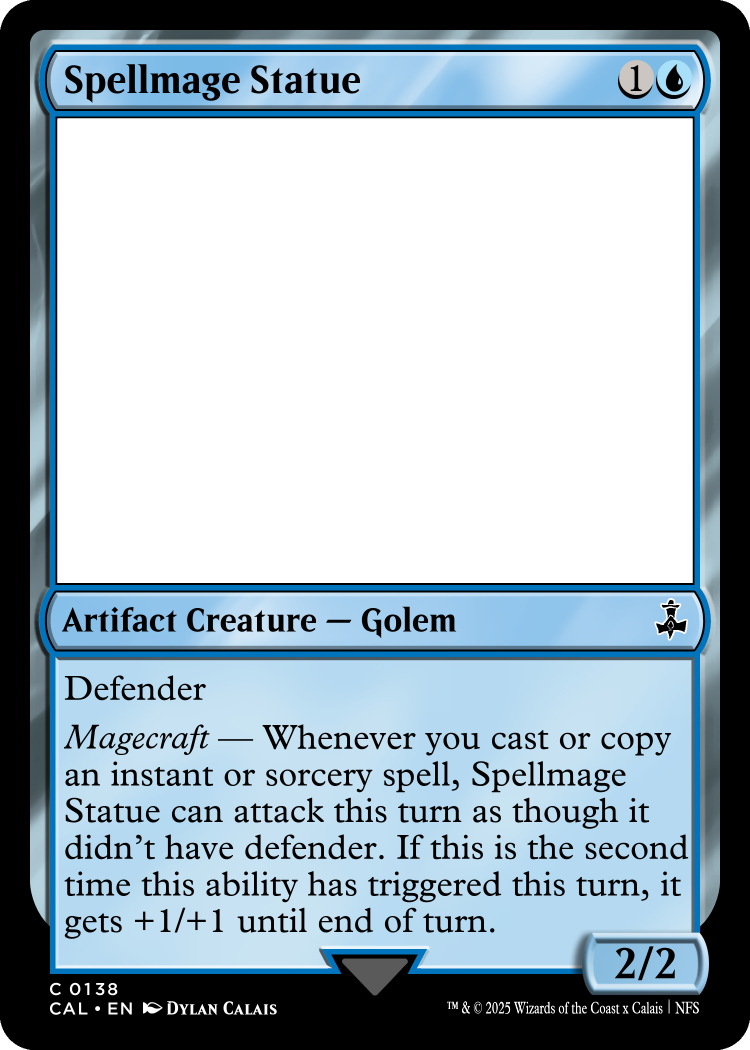 Spellmage Statue 1
Artifact Creature — Golem
Defender
Magecraft — Whenever you cast or copy
an instant or sorcery spell, Spellmage
Statue can attack this turn as though it
didn’t have defender. If this is the second
time this ability has triggered this turn, it
gets +1/+1 until end of turn.
2/2
C 0138
CAL • EN DYLAN CALAIS
™ & © 2025 Wizards of the Coast x Calais | NFS